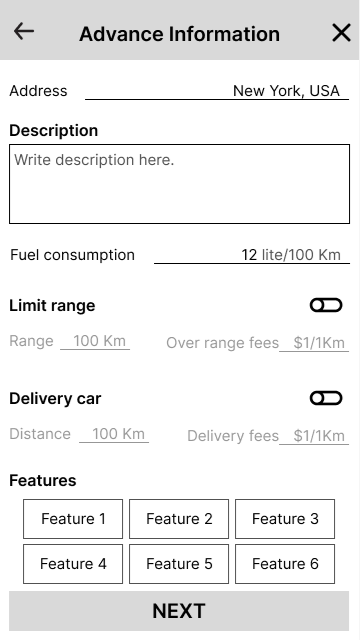 Advance Information
Address New York, USA
Description
Write description here.
Fuel consumption 12 lite/100 Km
Limit range
Range 100 Km Over range fees $1/1Km
Delivery car
Distance 100 Km Delivery fees $1/1Km
Features
Feature 1 Feature 2 Feature 3
Feature 4 Feature 5 Feature 6
NEXT